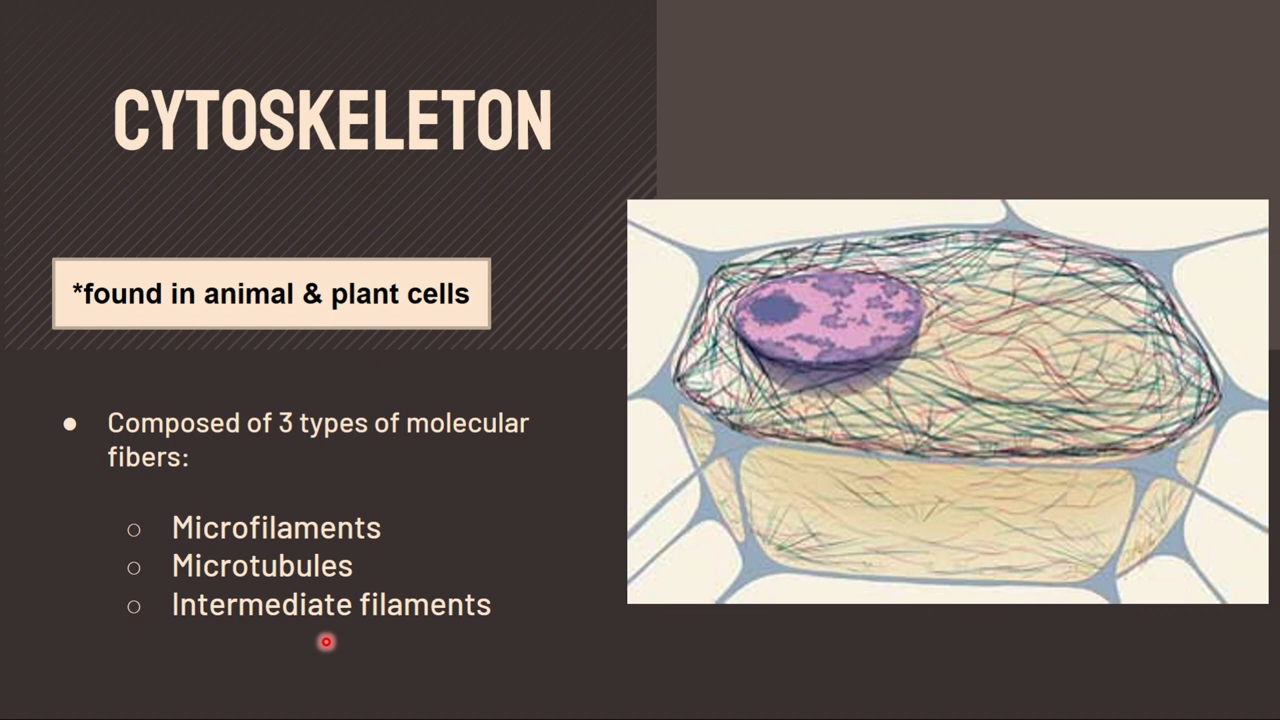 CYTOSKELETON
*found in animal & plant cells
● Composed of 3 types of molecular
fibers:
○ Microfilaments
○ Microtubules
○ Intermediate filaments